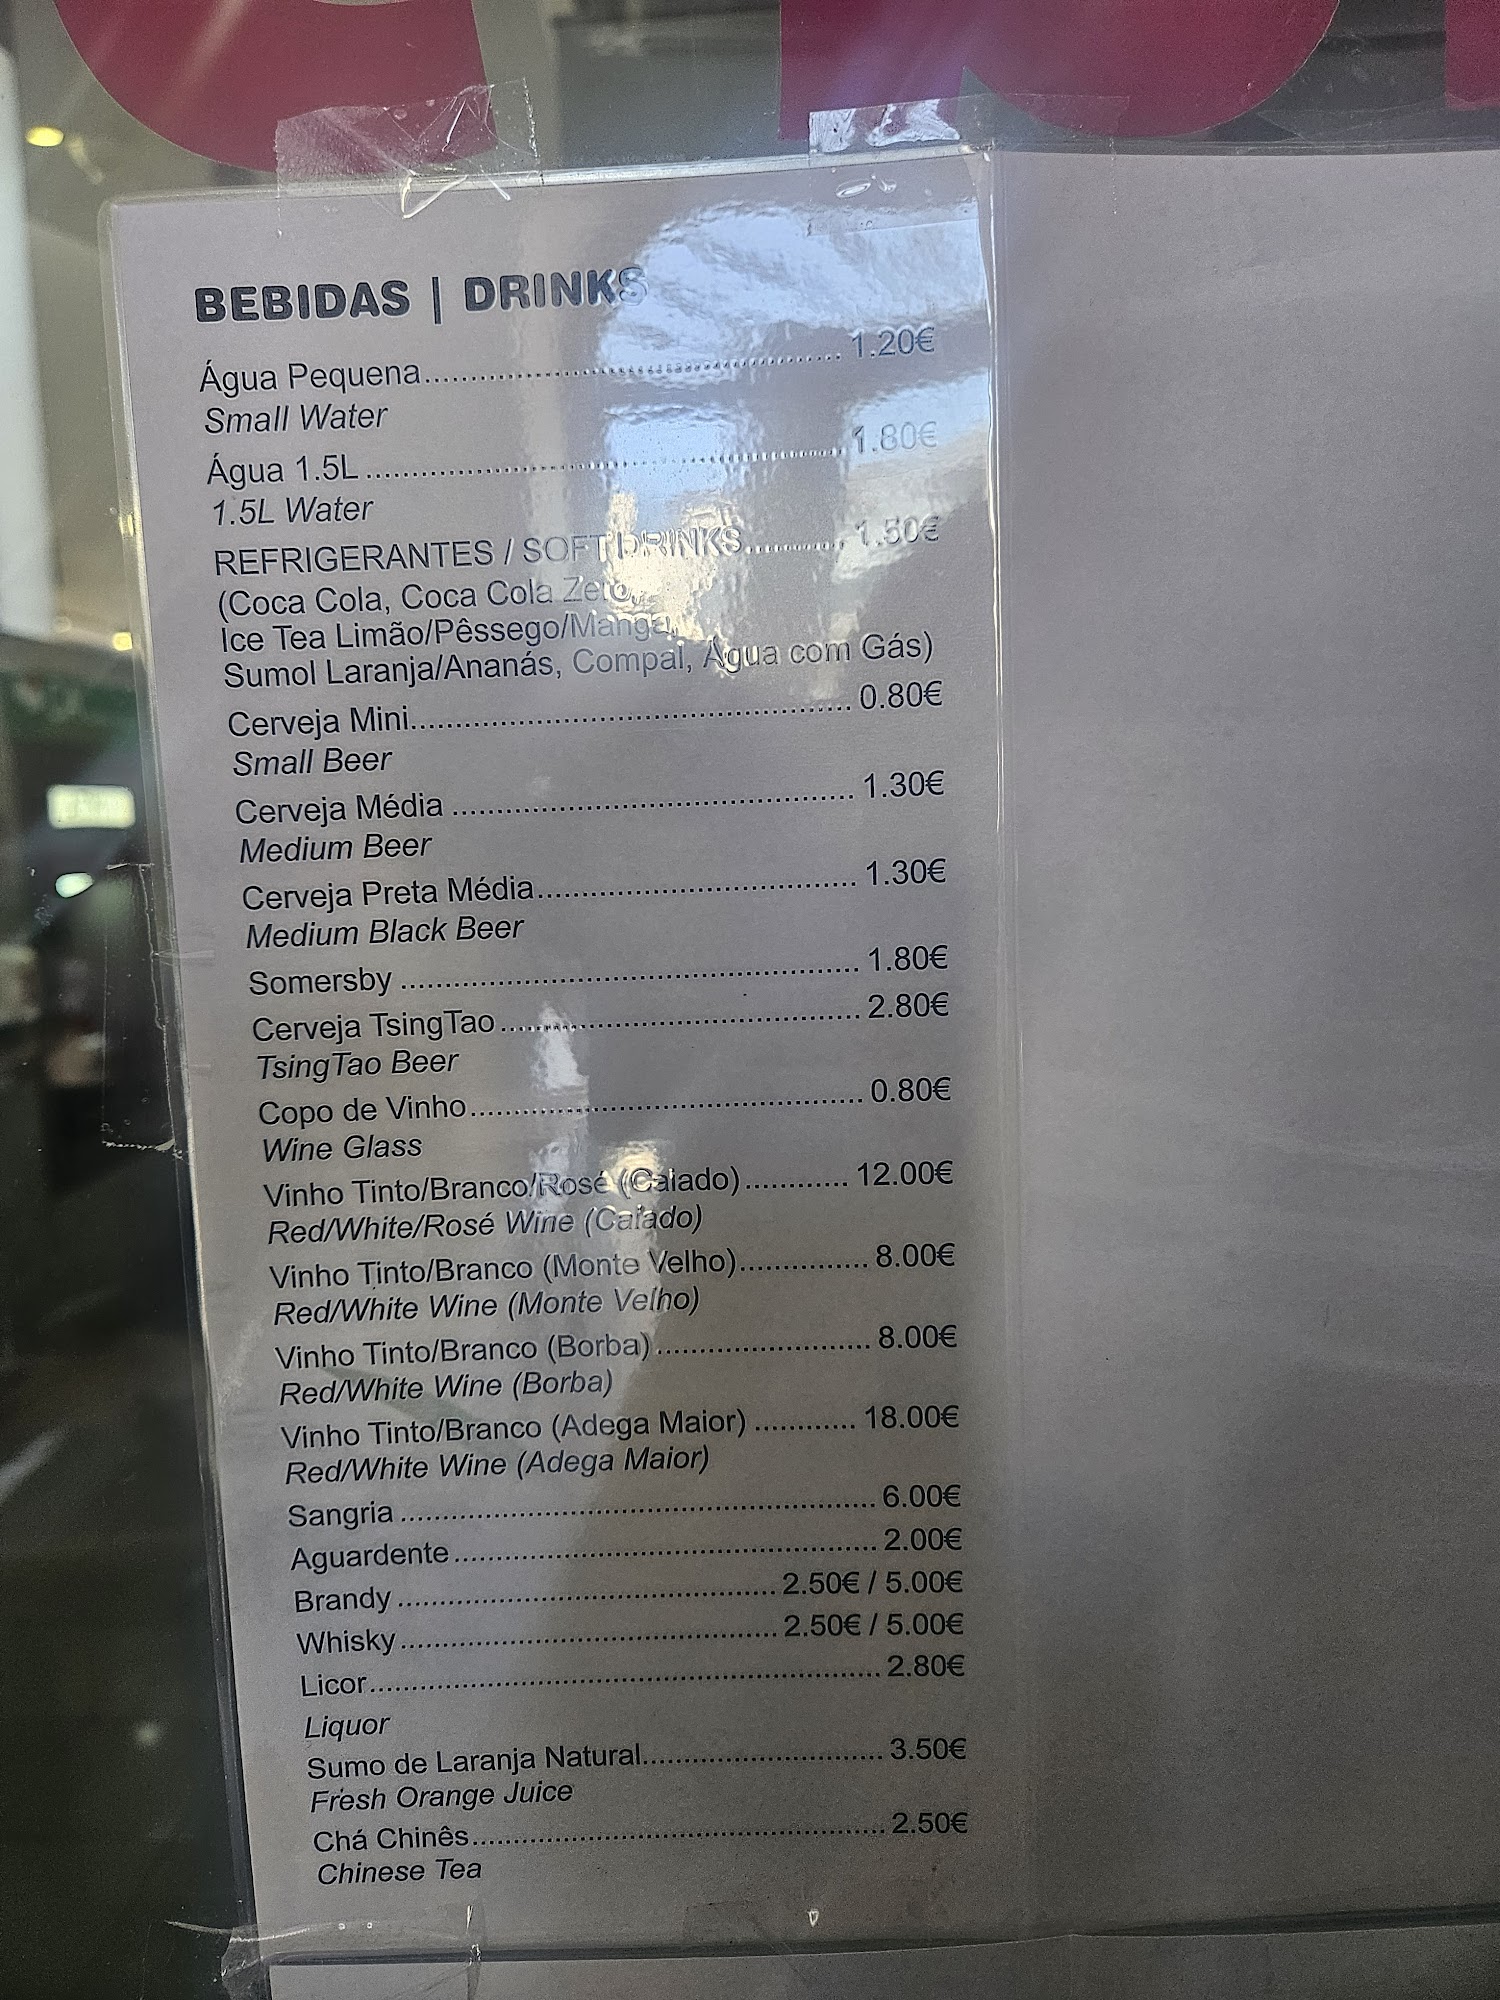 BEBIDAS | DRINKS
Água Pequena........................................ 1.20€
Small Water
Água 1.5L............................................. 1.80€
1.5L Water
REFRIGERANTES / SOFT DRINKS.......... 1.50€
(Coca Cola, Coca Cola Zero,
Ice Tea Limão/Pêssego/Manga,
Sumol Laranja/Ananás, Compal, Água com Gás)
Cerveja Mini............................................ 0.80€
Small Beer
Cerveja Média ........................................ 1.30€
Medium Beer
Cerveja Preta Média................................ 1.30€
Medium Black Beer
Somersby .............................................. 1.80€
Cerveja TsingTao.................................... 2.80€
TsingTao Beer
Copo de Vinho........................................ 0.80€
Wine Glass
Vinho Tinto/Branco/Rosé (Caiado)............ 12.00€
Red/White/Rosé Wine (Caiado)
Vinho Tinto/Branco (Monte Velho)............... 8.00€
Red/White Wine (Monte Velho)
Vinho Tinto/Branco (Borba)........................ 8.00€
Red/White Wine (Borba)
Vinho Tinto/Branco (Adega Maior) ............ 18.00€
Red/White Wine (Adega Maior)
Sangria .................................................. 6.00€
Aguardente............................................. 2.00€
Brandy ........................................ 2.50€ / 5.00€
Whisky........................................ 2.50€ / 5.00€
Licor...................................................... 2.80€
Liquor
Sumo de Laranja Natural.......................... 3.50€
Fresh Orange Juice
Chá Chinês............................................. 2.50€
Chinese Tea